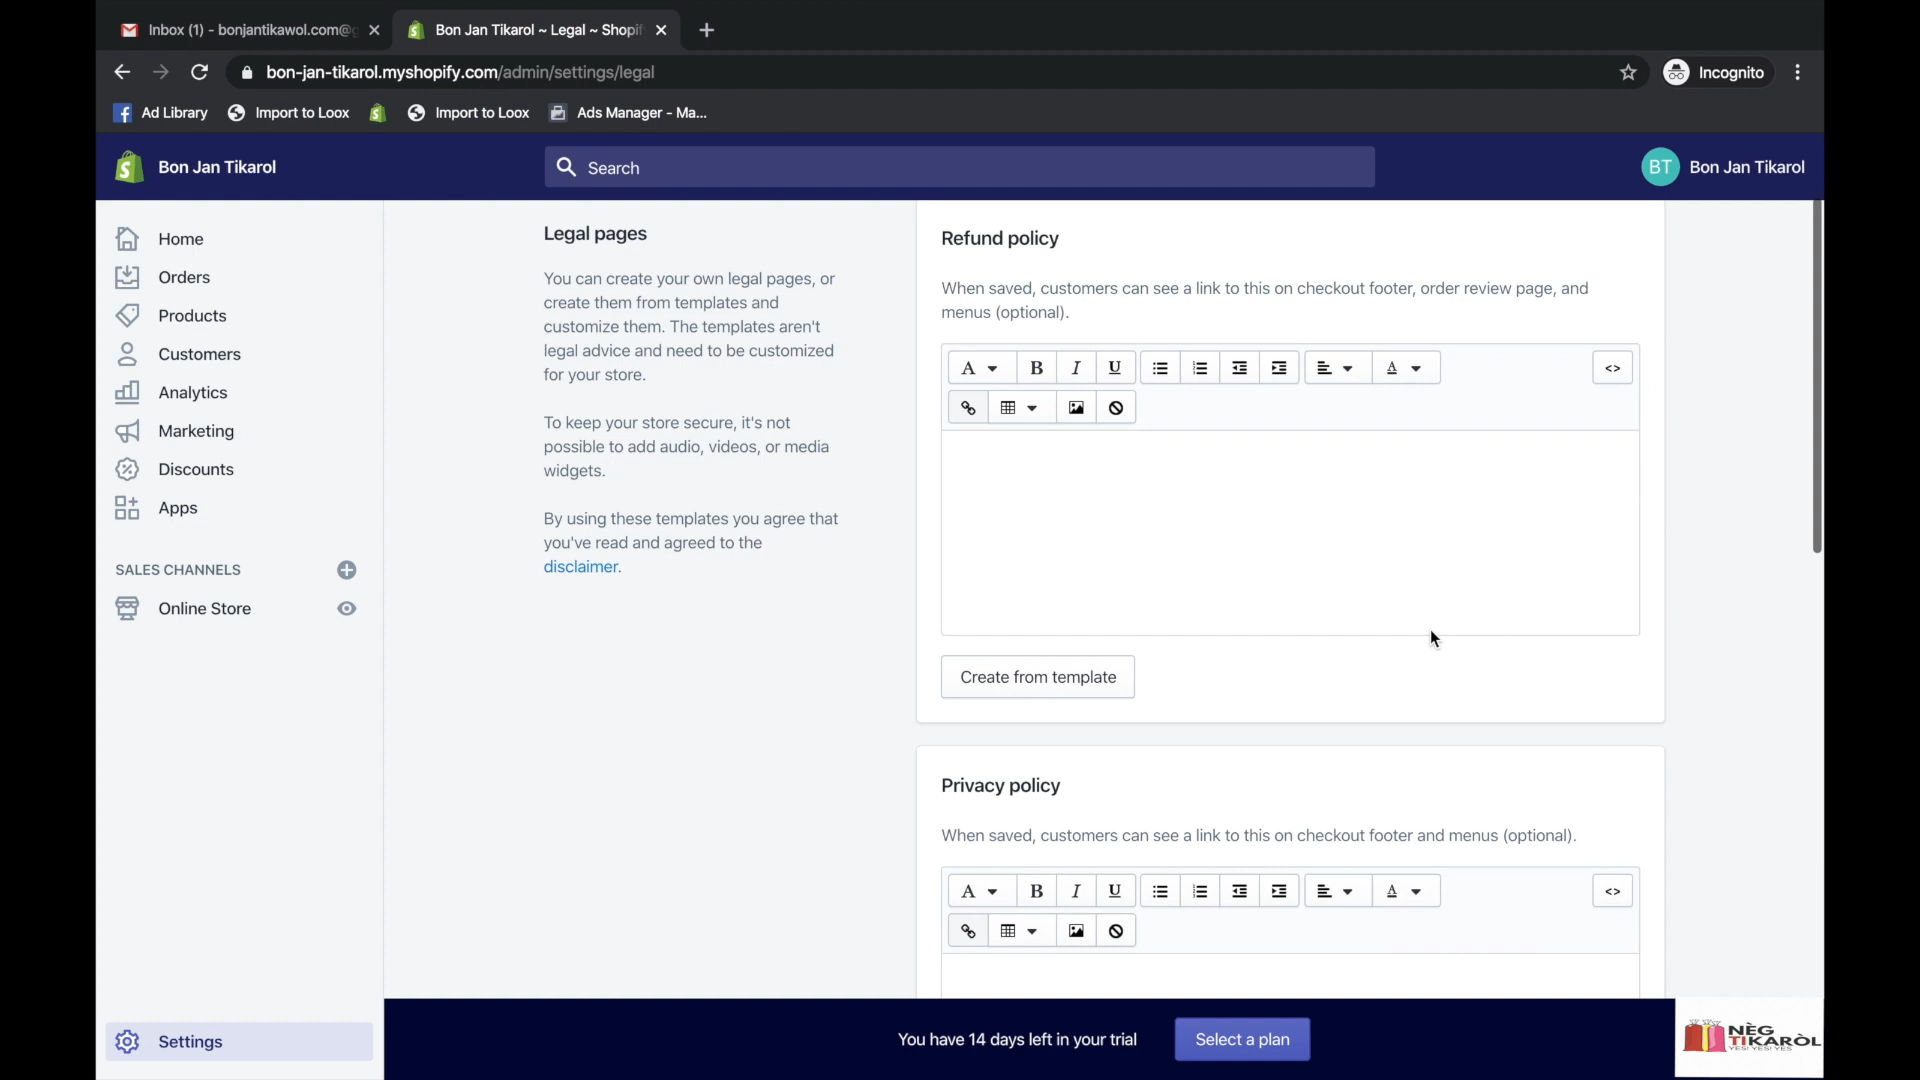 Inbox (1) - bonjantikawol.com@g
Bon Jan Tikarol ~ Legal ~ Shopif
bon-jan-tikarol.myshopify.com/admin/settings/legal
Incognito
Ad Library
Import to Loox
Import to Loox
Ads Manager - Ma...
Bon Jan Tikarol
Search
BT
Bon Jan Tikarol
Home
Orders
Products
Customers
Analytics
Marketing
Discounts
Apps
SALES CHANNELS
Online Store
Settings
Legal pages
You can create your own legal pages, or
create them from templates and
customize them. The templates aren't
legal advice and need to be customized
for your store.
To keep your store secure, it's not
possible to add audio, videos, or media
widgets.
By using these templates you agree that
you've read and agreed to the
disclaimer.
Refund policy
When saved, customers can see a link to this on checkout footer, order review page, and
menus (optional).
A B I U A <>
Create from template
Privacy policy
When saved, customers can see a link to this on checkout footer and menus (optional).
A B I U A <>
You have 14 days left in your trial
Select a plan
NÈG
TIKARÒL
YES! YES! YES